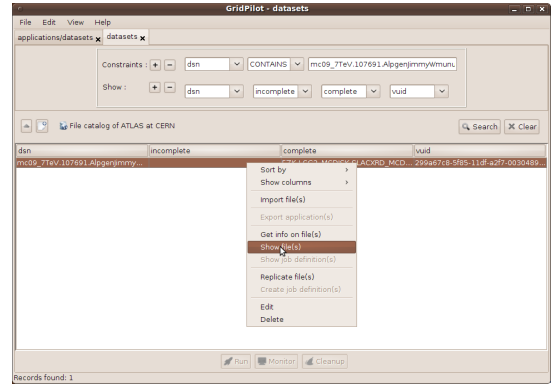 GridPilot - datasets
File Edit View Help
applications/datasets datasets
Constraints : + - dsn CONTAINS mc09_7TeV.107691.AlpgenJimmyWmunu
Show : + - dsn incomplete complete vuid
File catalog of ATLAS at CERN Search Clear
dsn incomplete complete vuid
mc09_7TeV.107691.AlpgenJimmy... 299a67c8-5f85-11df-a2f7-0030489...
Sort by
Show columns
Import file(s)
Export application(s)
Get info on file(s)
Show file(s)
Show job definition(s)
Replicate file(s)
Create job definition(s)
Edit
Delete
Run Monitor Cleanup
Records found: 1